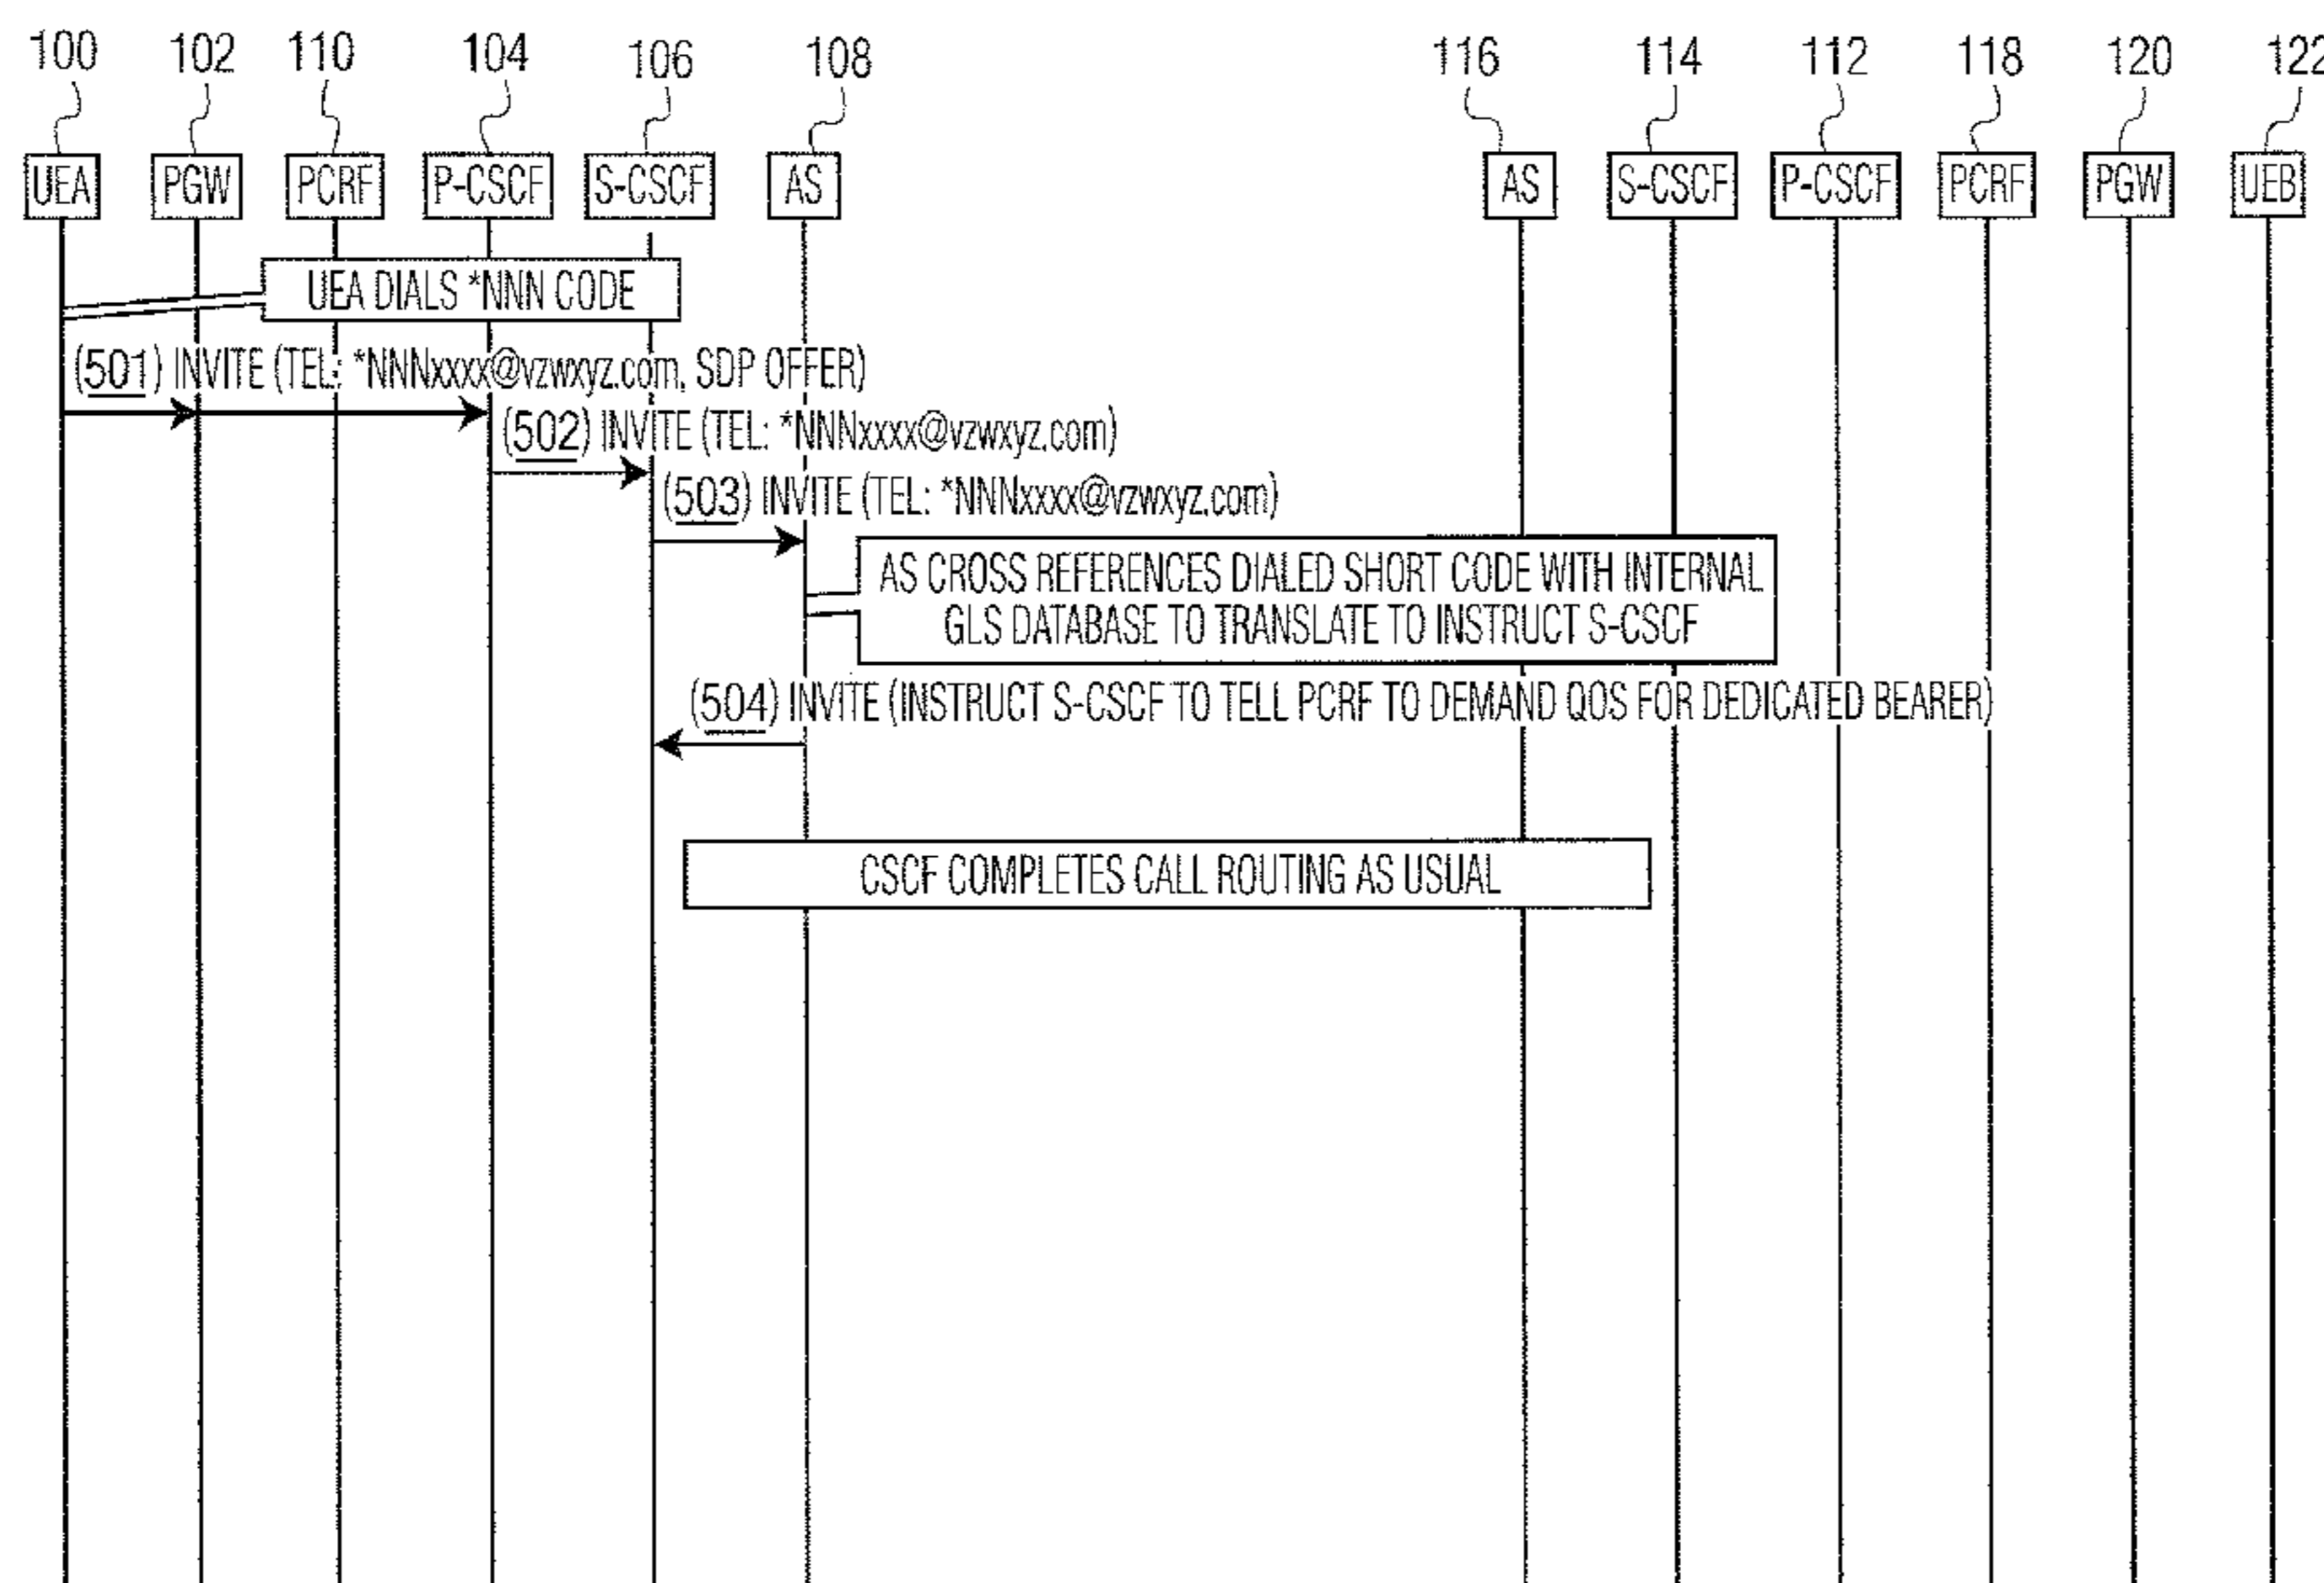 100 102 110 104 106 108 116 114 112 118 120 122
UEA PGW PCRF P-CSCF S-CSCF AS AS S-CSCF P-CSCF PCRF PGW UEB
UEA DIALS *NNN CODE
(501) INVITE (TEL: *NNNxxxx@vzwxyz.com, SDP OFFER)
(502) INVITE (TEL: *NNNxxxx@vzwxyz.com)
(503) INVITE (TEL: *NNNxxxx@vzwxyz.com)
AS CROSS REFERENCES DIALED SHORT CODE WITH INTERNAL
GLS DATABASE TO TRANSLATE TO INSTRUCT S-CSCF
(504) INVITE (INSTRUCT S-CSCF TO TELL PCRF TO DEMAND QOS FOR DEDICATED BEARER)
CSCF COMPLETES CALL ROUTING AS USUAL